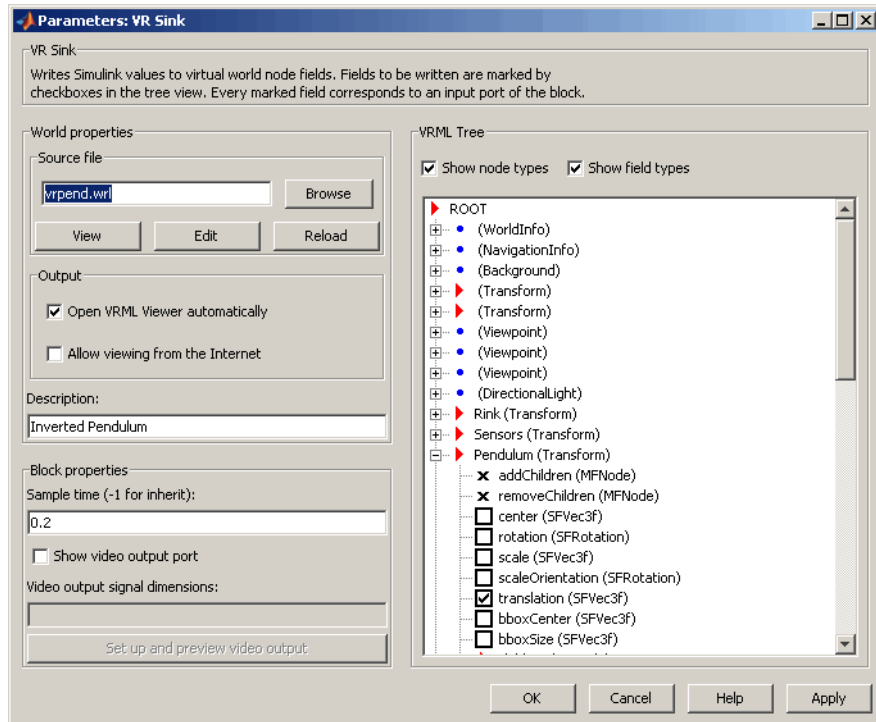 Parameters: VR Sink
VR Sink
Writes Simulink values to virtual world node fields. Fields to be written are marked by
checkboxes in the tree view. Every marked field corresponds to an input port of the block.
World properties
Source file
vrpend.wrl
Browse
View
Edit
Reload
Output
Open VRML Viewer automatically
Allow viewing from the Internet
Description:
Inverted Pendulum
Block properties
Sample time (-1 for inherit):
0.2
Show video output port
Video output signal dimensions:
Set up and preview video output
VRML Tree
Show node types
Show field types
ROOT
(WorldInfo)
(NavigationInfo)
(Background)
(Transform)
(Transform)
(Viewpoint)
(Viewpoint)
(Viewpoint)
(DirectionalLight)
Rink (Transform)
Sensors (Transform)
Pendulum (Transform)
addChildren (MFNode)
removeChildren (MFNode)
center (SFVec3f)
rotation (SFRotation)
scale (SFVec3f)
scaleOrientation (SFRotation)
translation (SFVec3f)
bboxCenter (SFVec3f)
bboxSize (SFVec3f)
OK
Cancel
Help
Apply